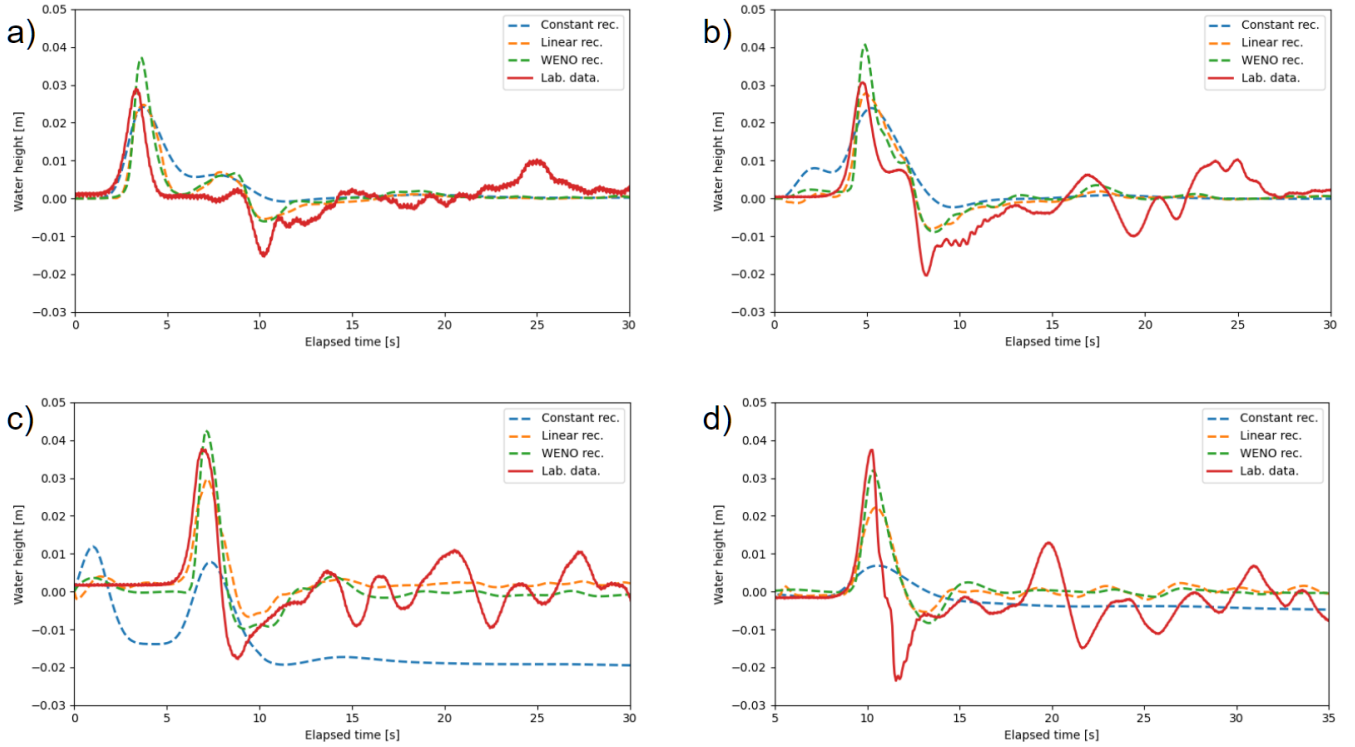 a)
0.05
0.04
0.03
0.02
0.01
0.00
−0.01
−0.02
−0.03
Water height [m]
0 5 10 15 20 25 30
Elapsed time [s]
Constant rec.
Linear rec.
WENO rec.
Lab. data.
b)
0.05
0.04
0.03
0.02
0.01
0.00
−0.01
−0.02
−0.03
Water height [m]
0 5 10 15 20 25 30
Elapsed time [s]
Constant rec.
Linear rec.
WENO rec.
Lab. data.
c)
0.05
0.04
0.03
0.02
0.01
0.00
−0.01
−0.02
−0.03
Water height [m]
0 5 10 15 20 25 30
Elapsed time [s]
Constant rec.
Linear rec.
WENO rec.
Lab. data.
d)
0.05
0.04
0.03
0.02
0.01
0.00
−0.01
−0.02
−0.03
Water height [m]
5 10 15 20 25 30 35
Elapsed time [s]
Constant rec.
Linear rec.
WENO rec.
Lab. data.